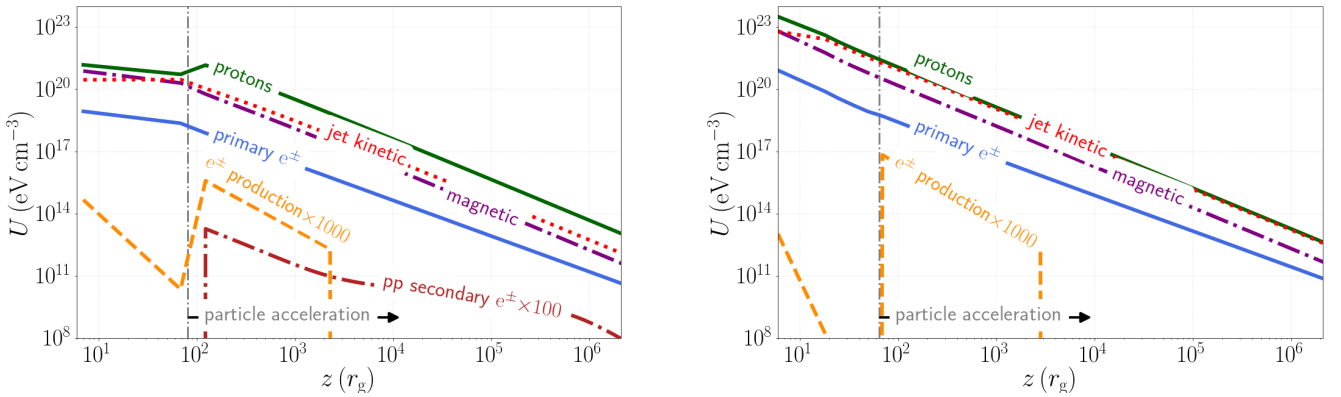 10^23
10^20
10^17
10^14
10^11
10^8
U (eV cm^−3)
protons
jet kinetic
magnetic
primary e^±
e^± production×1000
pp secondary e^±×100
particle acceleration
10^1
10^2
10^3
10^4
10^5
10^6
z (r_g)
10^23
10^20
10^17
10^14
10^11
10^8
U (eV cm^−3)
protons
jet kinetic
magnetic
primary e^±
e^± production×1000
particle acceleration
10^1
10^2
10^3
10^4
10^5
10^6
z (r_g)